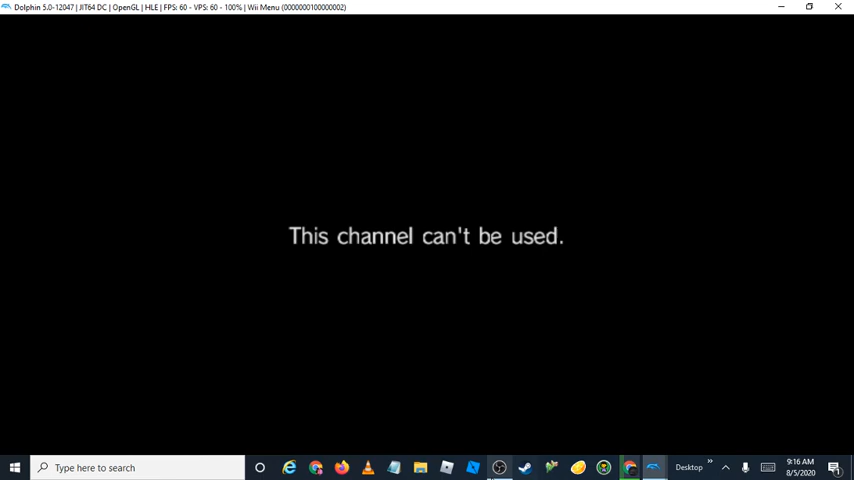 Dolphin 5.0-12047 | JIT64 DC | OpenGL | HLE | FPS: 60 - VPS: 60 - 100% | Wii Menu (0000000100000002)
This channel can't be used.
Type here to search
Desktop
9:16 AM
8/5/2020
1